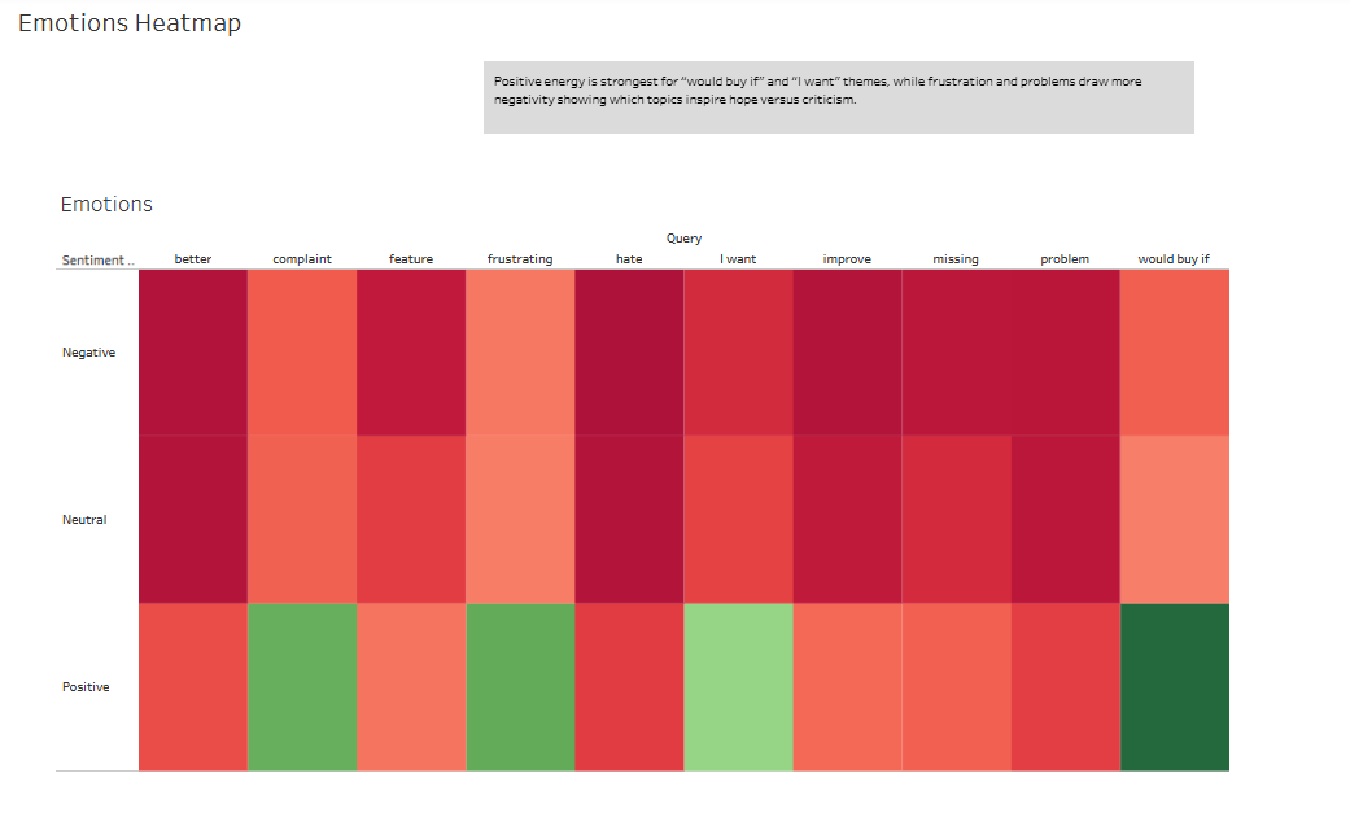 Emotions Heatmap
Positive energy is strongest for “would buy if” and “I want” themes, while frustration and problems draw more
negativity showing which topics inspire hope versus criticism.
Emotions
Query
Sentiment ..
better
complaint
feature
frustrating
hate
I want
improve
missing
problem
would buy if
Negative
Neutral
Positive